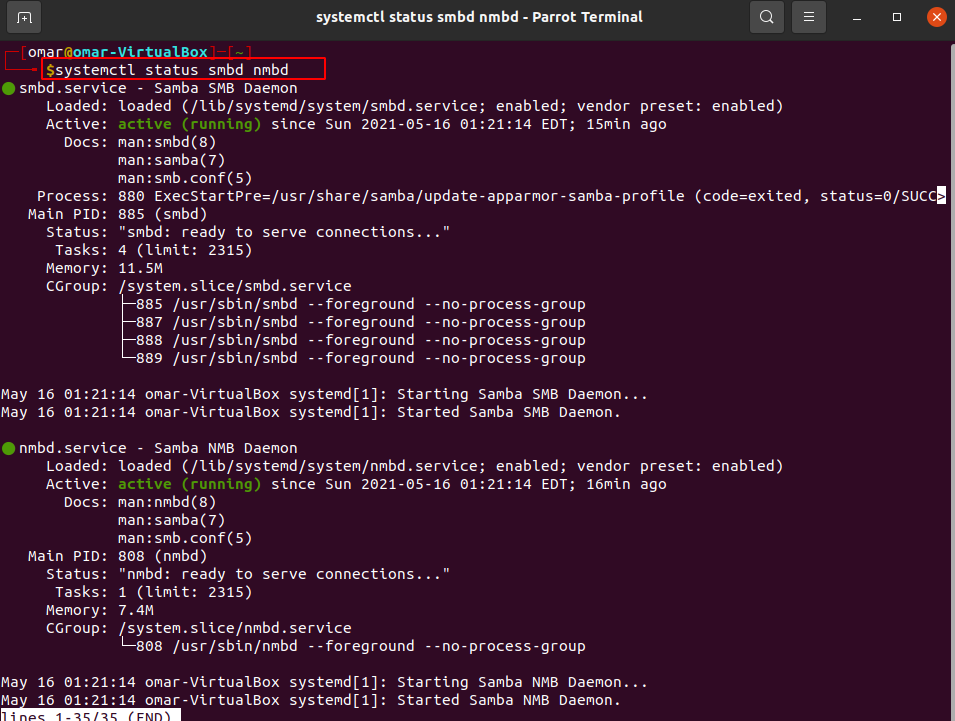 systemctl status smbd nmbd - Parrot Terminal
[omar@omar-VirtualBox]─[~]
$systemctl status smbd nmbd
smbd.service - Samba SMB Daemon
Loaded: loaded (/lib/systemd/system/smbd.service; enabled; vendor preset: enabled)
Active: active (running) since Sun 2021-05-16 01:21:14 EDT; 15min ago
Docs: man:smbd(8)
man:samba(7)
man:smb.conf(5)
Process: 880 ExecStartPre=/usr/share/samba/update-apparmor-samba-profile (code=exited, status=0/SUCC>
Main PID: 885 (smbd)
Status: "smbd: ready to serve connections..."
Tasks: 4 (limit: 2315)
Memory: 11.5M
CGroup: /system.slice/smbd.service
├─885 /usr/sbin/smbd --foreground --no-process-group
├─887 /usr/sbin/smbd --foreground --no-process-group
├─888 /usr/sbin/smbd --foreground --no-process-group
└─889 /usr/sbin/smbd --foreground --no-process-group
May 16 01:21:14 omar-VirtualBox systemd[1]: Starting Samba SMB Daemon...
May 16 01:21:14 omar-VirtualBox systemd[1]: Started Samba SMB Daemon.
nmbd.service - Samba NMB Daemon
Loaded: loaded (/lib/systemd/system/nmbd.service; enabled; vendor preset: enabled)
Active: active (running) since Sun 2021-05-16 01:21:14 EDT; 16min ago
Docs: man:nmbd(8)
man:samba(7)
man:smb.conf(5)
Main PID: 808 (nmbd)
Status: "nmbd: ready to serve connections..."
Tasks: 1 (limit: 2315)
Memory: 7.4M
CGroup: /system.slice/nmbd.service
└─808 /usr/sbin/nmbd --foreground --no-process-group
May 16 01:21:14 omar-VirtualBox systemd[1]: Starting Samba NMB Daemon...
May 16 01:21:14 omar-VirtualBox systemd[1]: Started Samba NMB Daemon.
lines 1-35/35 (END)